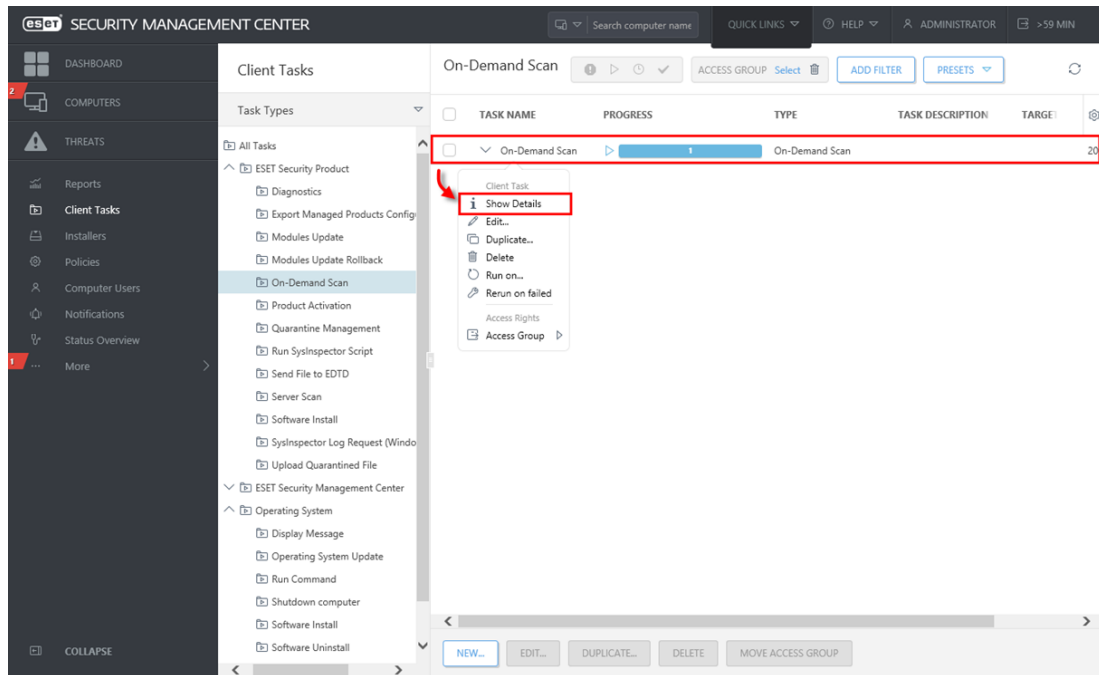 eset SECURITY MANAGEMENT CENTER
Search computer name
QUICK LINKS
HELP
ADMINISTRATOR
>59 MIN
DASHBOARD
2
COMPUTERS
THREATS
Reports
Client Tasks
Installers
Policies
Computer Users
Notifications
Status Overview
1
More
COLLAPSE
Client Tasks
Task Types
All Tasks
ESET Security Product
Diagnostics
Export Managed Products Config
Modules Update
Modules Update Rollback
On-Demand Scan
Product Activation
Quarantine Management
Run SysInspector Script
Send File to EDTD
Server Scan
Software Install
SysInspector Log Request (Windo
Upload Quarantined File
ESET Security Management Center
Operating System
Display Message
Operating System Update
Run Command
Shutdown computer
Software Install
Software Uninstall
On-Demand Scan
ACCESS GROUP Select
ADD FILTER
PRESETS
TASK NAME PROGRESS TYPE TASK DESCRIPTION TARGET
On-Demand Scan 1 On-Demand Scan 20
Client Task
Show Details
Edit...
Duplicate...
Delete
Run on...
Rerun on failed
Access Rights
Access Group
NEW... EDIT... DUPLICATE... DELETE MOVE ACCESS GROUP